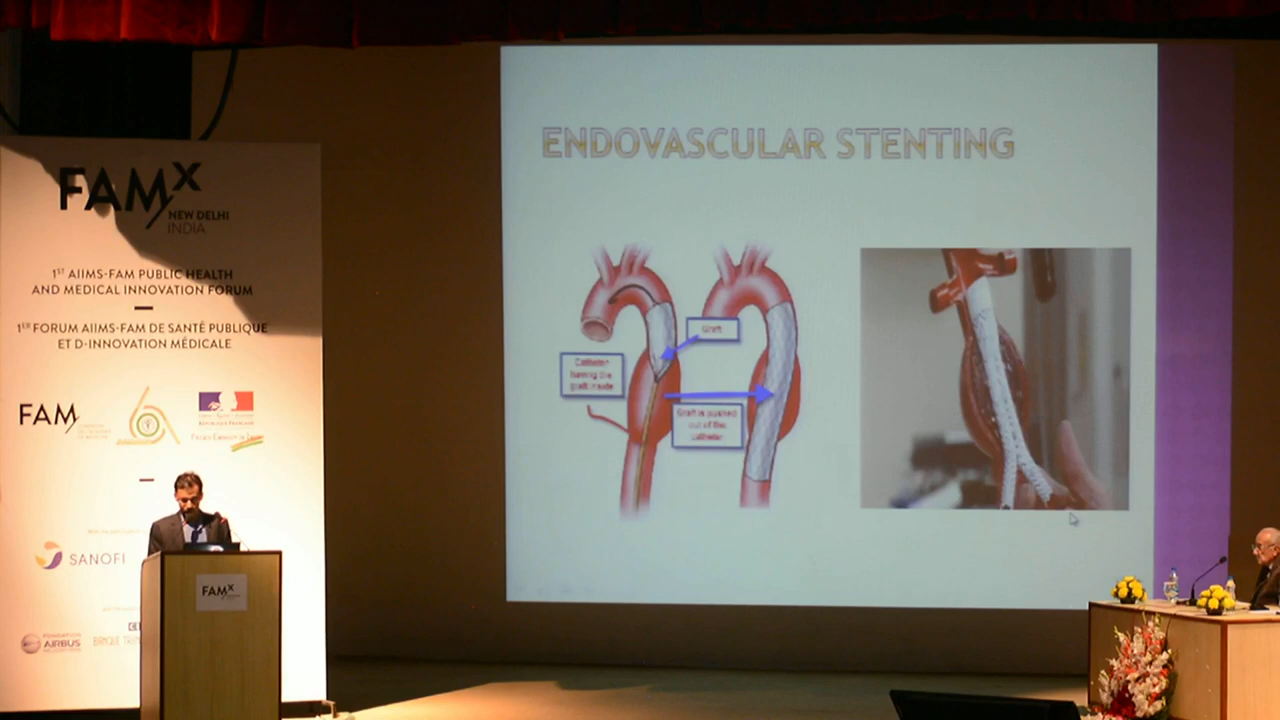 FAMX
NEW DELHI
INDIA
1ST AIIMS-FAM PUBLIC HEALTH
AND MEDICAL INNOVATION FORUM
1ER FORUM AIIMS-FAM DE SANTÉ PUBLIQUE
ET D-INNOVATION MÉDICALE
FAM
SANOFI
AIRBUS
FAMX
ENDOVASCULAR STENTING
Graft
Catheter
having the
graft inside
Graft is pushed
out of the
catheter